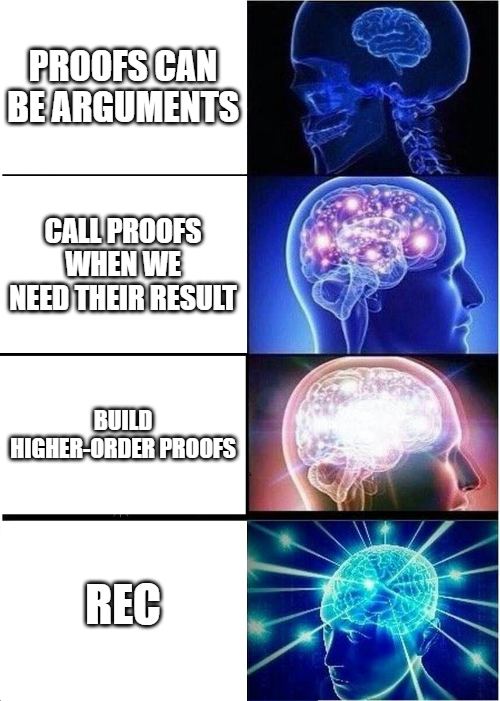 PROOFS CAN
BE ARGUMENTS
CALL PROOFS
WHEN WE
NEED THEIR RESULT
BUILD
HIGHER-ORDER PROOFS
REC